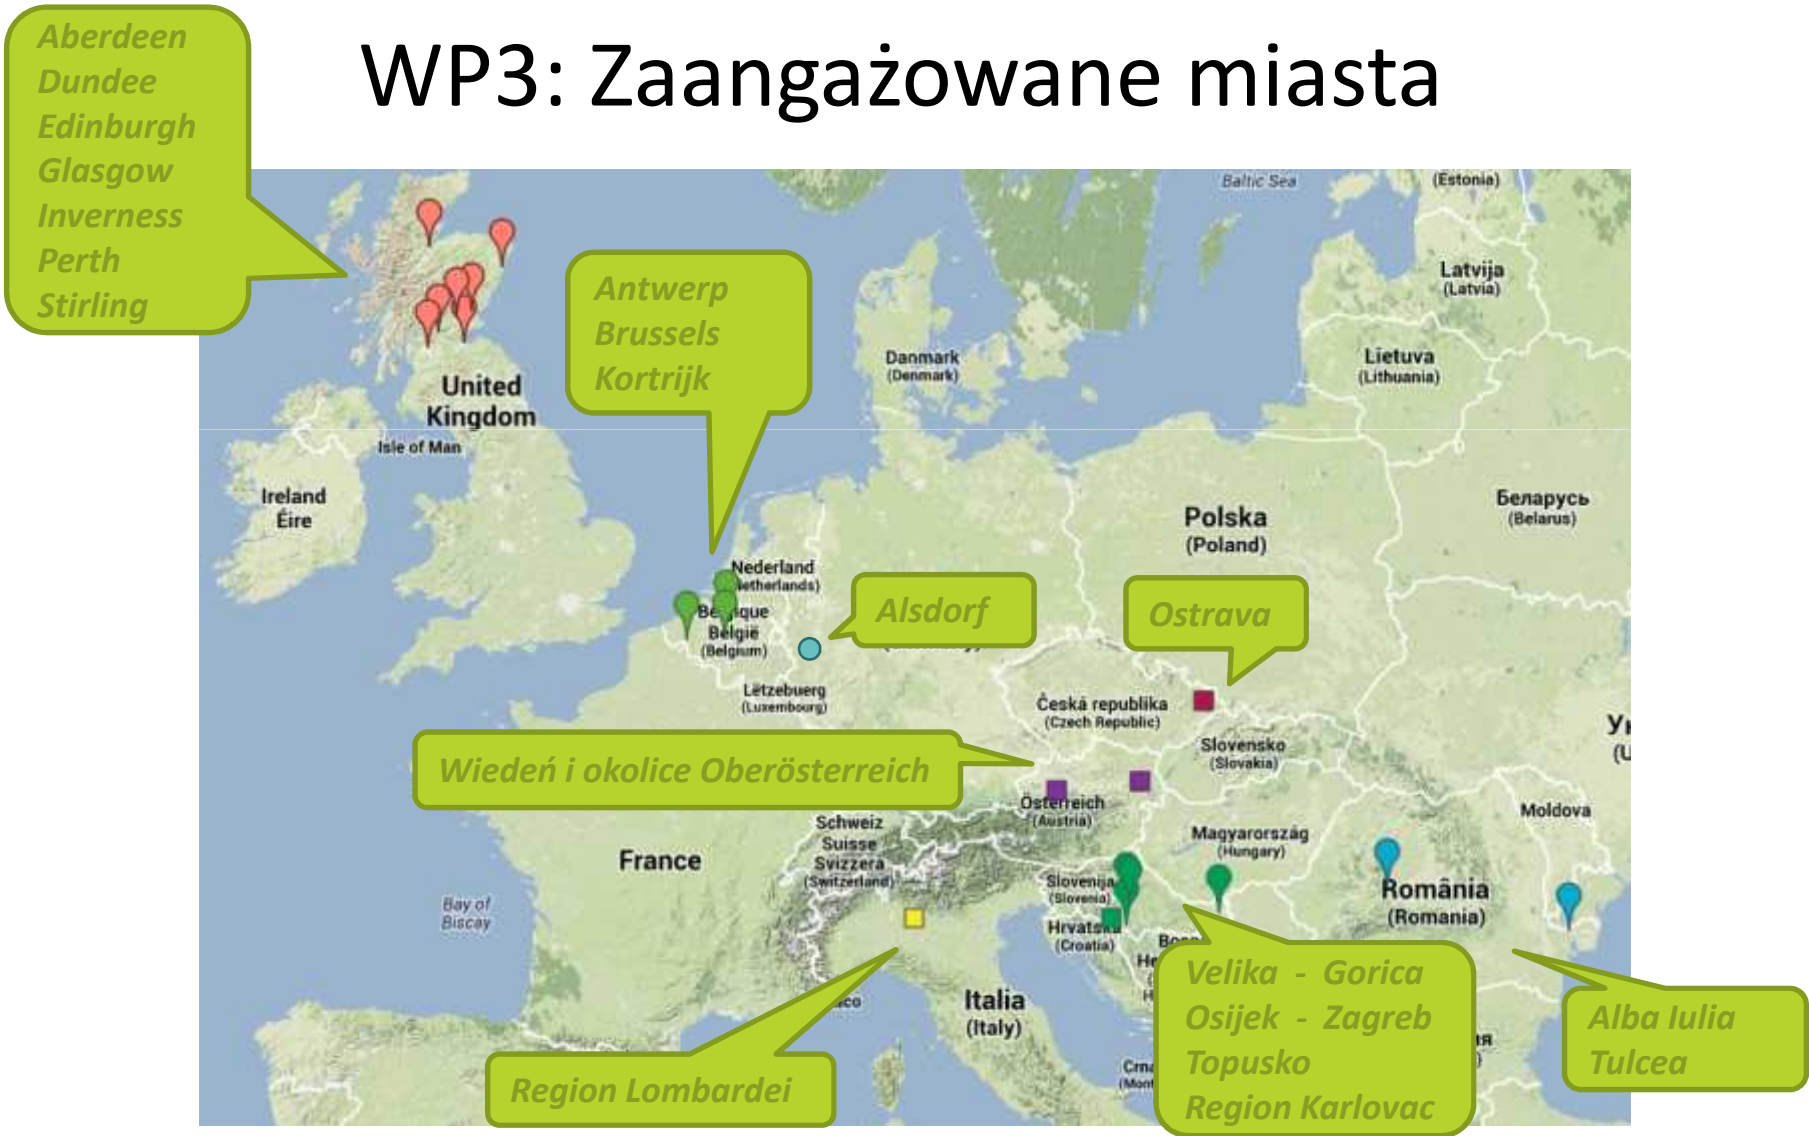 WP3: Zaangażowane miasta
Aberdeen
Dundee
Edinburgh
Glasgow
Inverness
Perth
Stirling
Antwerp
Brussels
Kortrijk
Alsdorf
Ostrava
Wiedeń i okolice Oberösterreich
Region Lombardei
Velika - Gorica
Osijek - Zagreb
Topusko
Region Karlovac
Alba Iulia
Tulcea
Baltic Sea
(Estonia)
Latvija
(Latvia)
Lietuva
(Lithuania)
Danmark
(Denmark)
United
Kingdom
Isle of Man
Ireland
Éire
Беларусь
(Belarus)
Polska
(Poland)
Nederland
België
(Belgium)
Lëtzebuerg
(Luxembourg)
Česká republika
(Czech Republic)
Slovensko
(Slovakia)
Österreich
(Austria)
Moldova
Schweiz
Suisse
Svizzera
(Switzerland)
Magyarország
(Hungary)
France
Slovenija
(Slovenia)
România
(Romania)
Bay of
Biscay
Hrvatska
(Croatia)
Italia
(Italy)